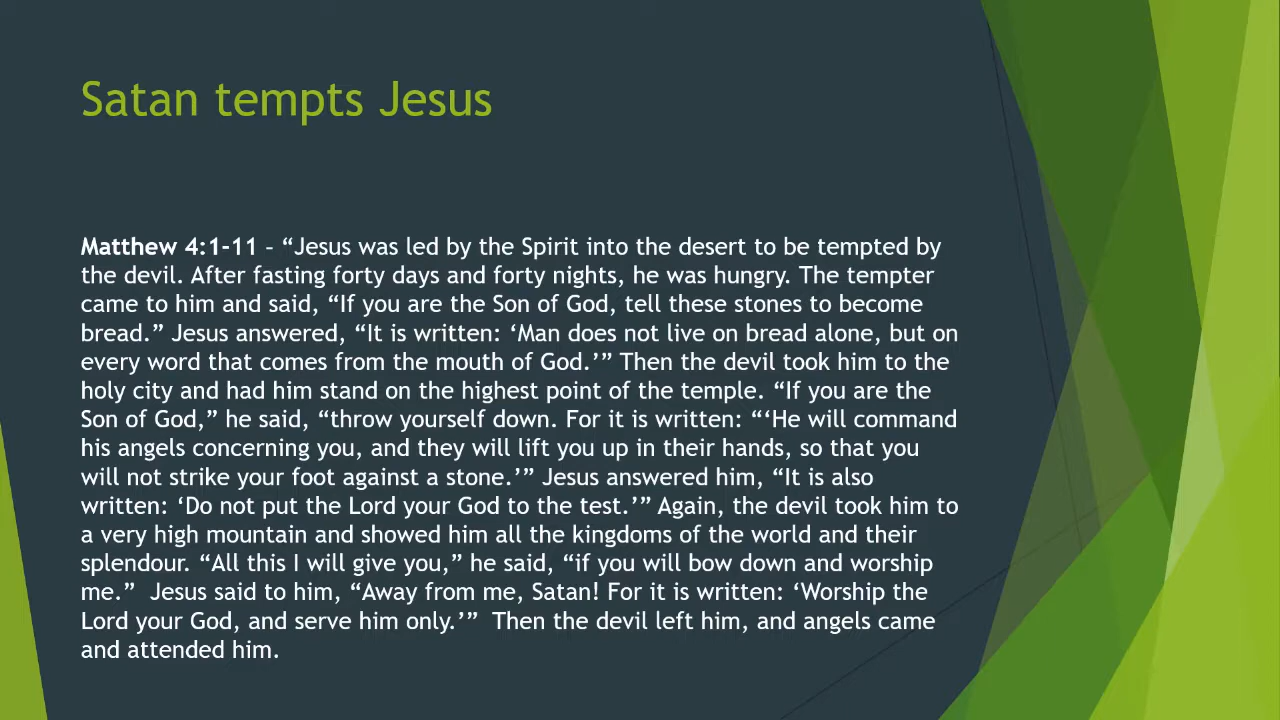 Satan tempts Jesus
Matthew 4:1-11 – “Jesus was led by the Spirit into the desert to be tempted by
the devil. After fasting forty days and forty nights, he was hungry. The tempter
came to him and said, “If you are the Son of God, tell these stones to become
bread.” Jesus answered, “It is written: ‘Man does not live on bread alone, but on
every word that comes from the mouth of God.’” Then the devil took him to the
holy city and had him stand on the highest point of the temple. “If you are the
Son of God,” he said, “throw yourself down. For it is written: “‘He will command
his angels concerning you, and they will lift you up in their hands, so that you
will not strike your foot against a stone.’” Jesus answered him, “It is also
written: ‘Do not put the Lord your God to the test.’” Again, the devil took him to
a very high mountain and showed him all the kingdoms of the world and their
splendour. “All this I will give you,” he said, “if you will bow down and worship
me.”  Jesus said to him, “Away from me, Satan! For it is written: ‘Worship the
Lord your God, and serve him only.’”  Then the devil left him, and angels came
and attended him.